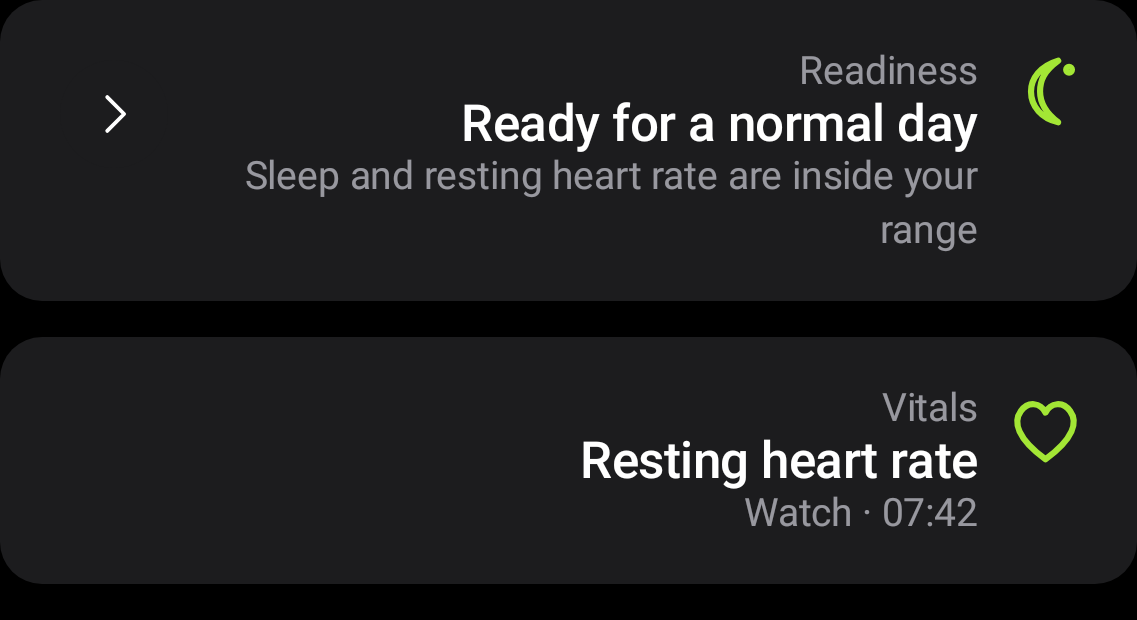 Readiness
Ready for a normal day
Sleep and resting heart rate are inside your
range
Vitals
Resting heart rate
Watch · 07:42